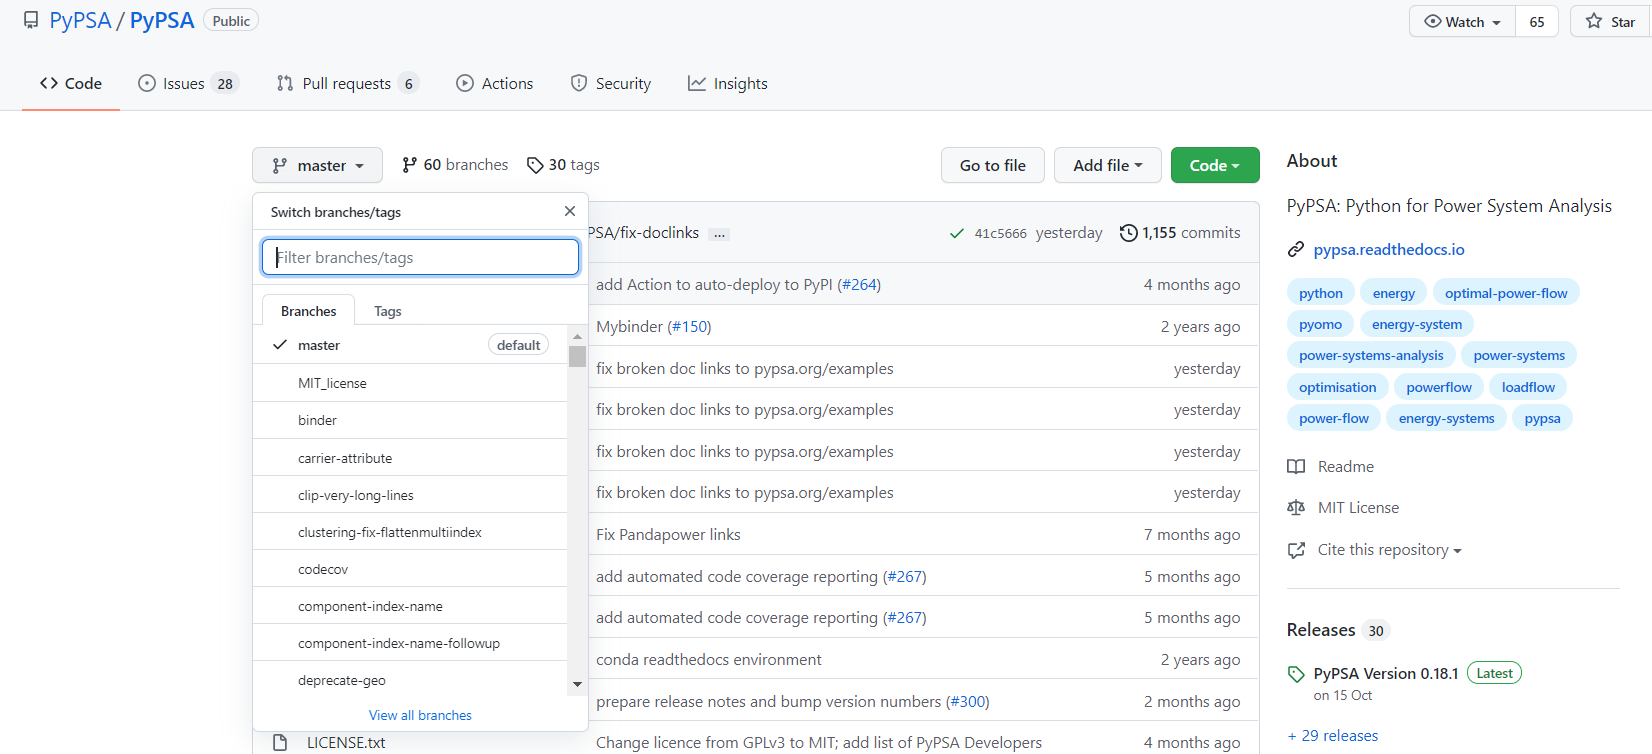 PyPSA / PyPSA Public
Watch 65 Star
Code Issues 28 Pull requests 6 Actions Security Insights
master 60 branches 30 tags Go to file Add file Code
Switch branches/tags
Filter branches/tags
Branches Tags
master default
MIT_license
binder
carrier-attribute
clip-very-long-lines
clustering-fix-flattenmultiindex
codecov
component-index-name
component-index-name-followup
deprecate-geo
View all branches
PSA/fix-doclinks ... 41c5666 yesterday 1,155 commits
add Action to auto-deploy to PyPI (#264) 4 months ago
Mybinder (#150) 2 years ago
fix broken doc links to pypsa.org/examples yesterday
fix broken doc links to pypsa.org/examples yesterday
fix broken doc links to pypsa.org/examples yesterday
fix broken doc links to pypsa.org/examples yesterday
Fix Pandapower links 7 months ago
add automated code coverage reporting (#267) 5 months ago
add automated code coverage reporting (#267) 5 months ago
conda readthedocs environment 2 years ago
prepare release notes and bump version numbers (#300) 2 months ago
LICENSE.txt Change licence from GPLv3 to MIT; add list of PyPSA Developers 4 months ago
About
PyPSA: Python for Power System Analysis
pypsa.readthedocs.io
python energy optimal-power-flow
pyomo energy-system
power-systems-analysis power-systems
optimisation powerflow loadflow
power-flow energy-systems pypsa
Readme
MIT License
Cite this repository
Releases 30
PyPSA Version 0.18.1 Latest
on 15 Oct
+ 29 releases